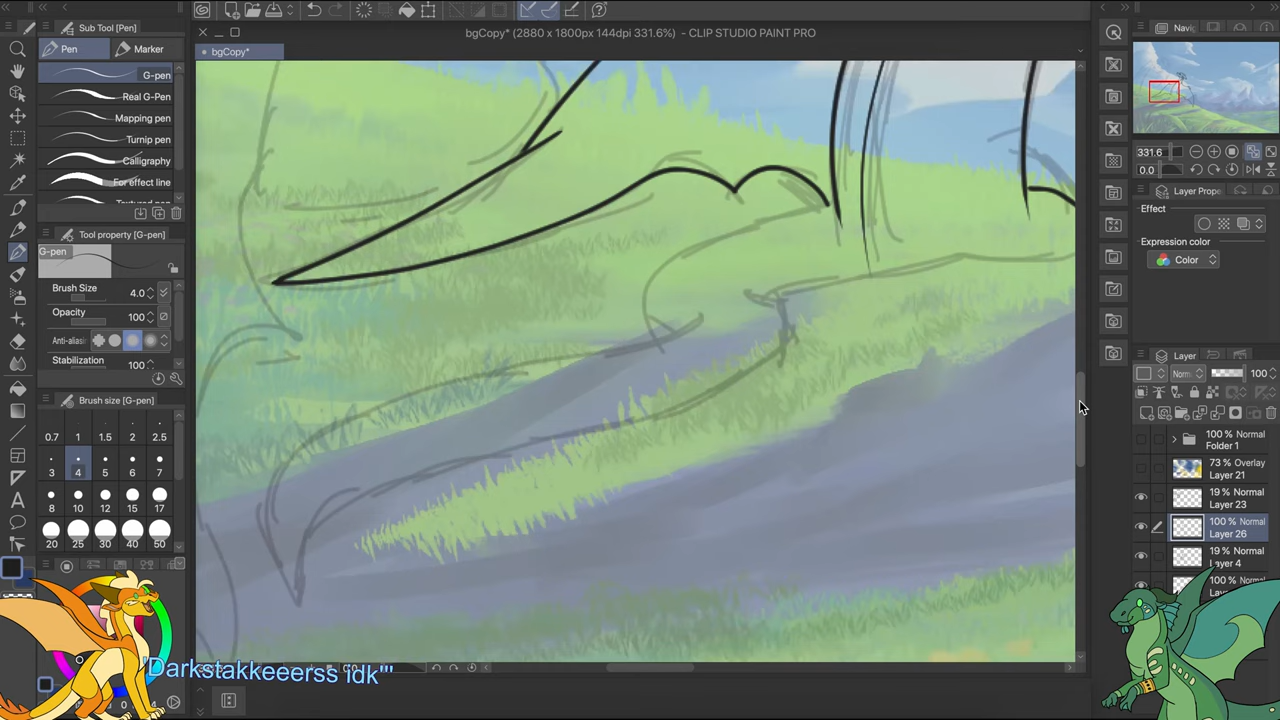 Sub Tool [Pen]
bgCopy* (2880 x 1800px 144dpi 331.6%) - CLIP STUDIO PAINT PRO
Navig
Pen
Marker
bgCopy*
G-pen
Real G-Pen
Mapping pen
Turnip pen
Calligraphy
For effect line
Textured pen
331.6
0.0
Layer Prop
Effect
Expression color
Color
Tool property [G-pen]
G-pen
Brush Size
4.0
Opacity
100
Anti-alias
Stabilization
100
Brush size [G-pen]
0.7
1
1.5
2
2.5
3
4
5
6
7
8
10
12
15
17
20
25
30
40
50
Layer
Norm
100
100 % Normal
Folder 1
73 % Overlay
Layer 21
19 % Normal
Layer 23
100 % Normal
Layer 26
19 % Normal
Layer 4
100 % Normal
'Darkstakkeeerss idk"'